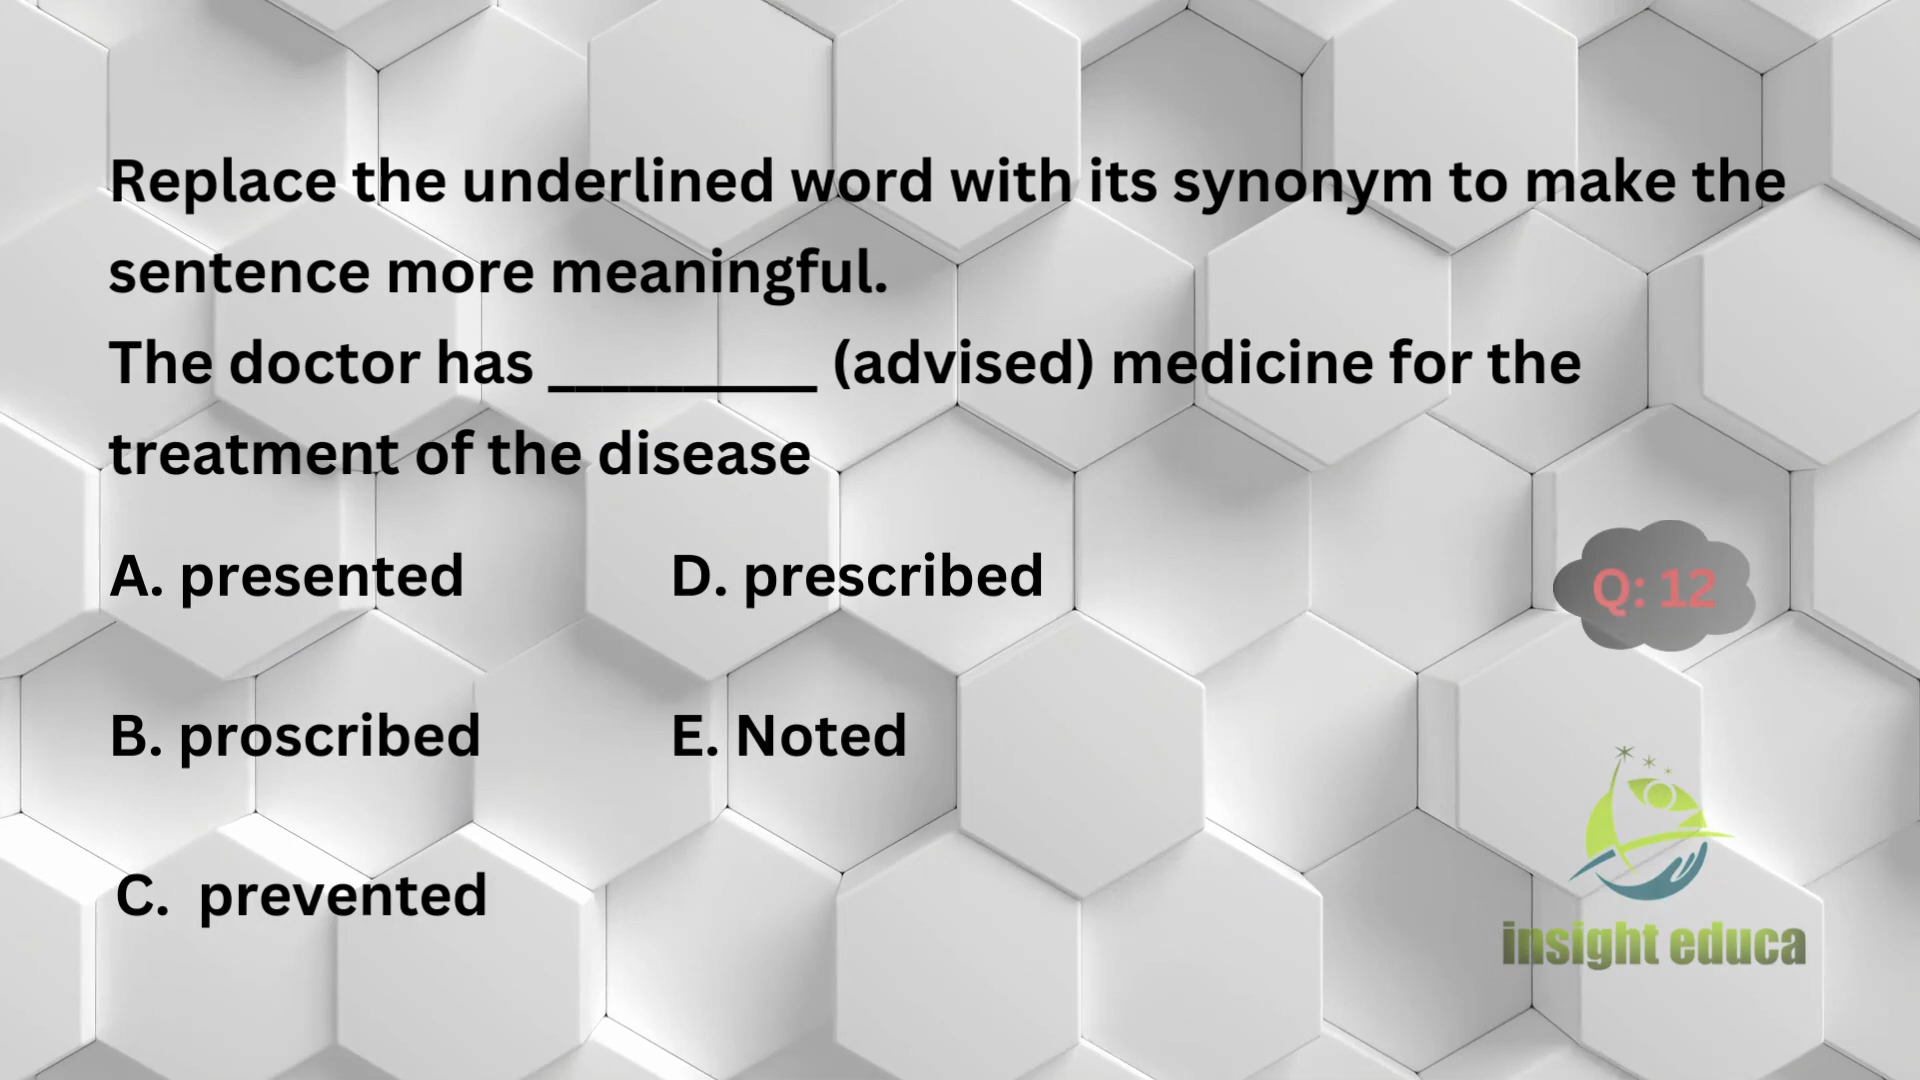 Replace the underlined word with its synonym to make the
sentence more meaningful.
The doctor has __________ (advised) medicine for the
treatment of the disease
A. presented
D. prescribed
B. proscribed
E. Noted
C. prevented
Q: 12
insight educa